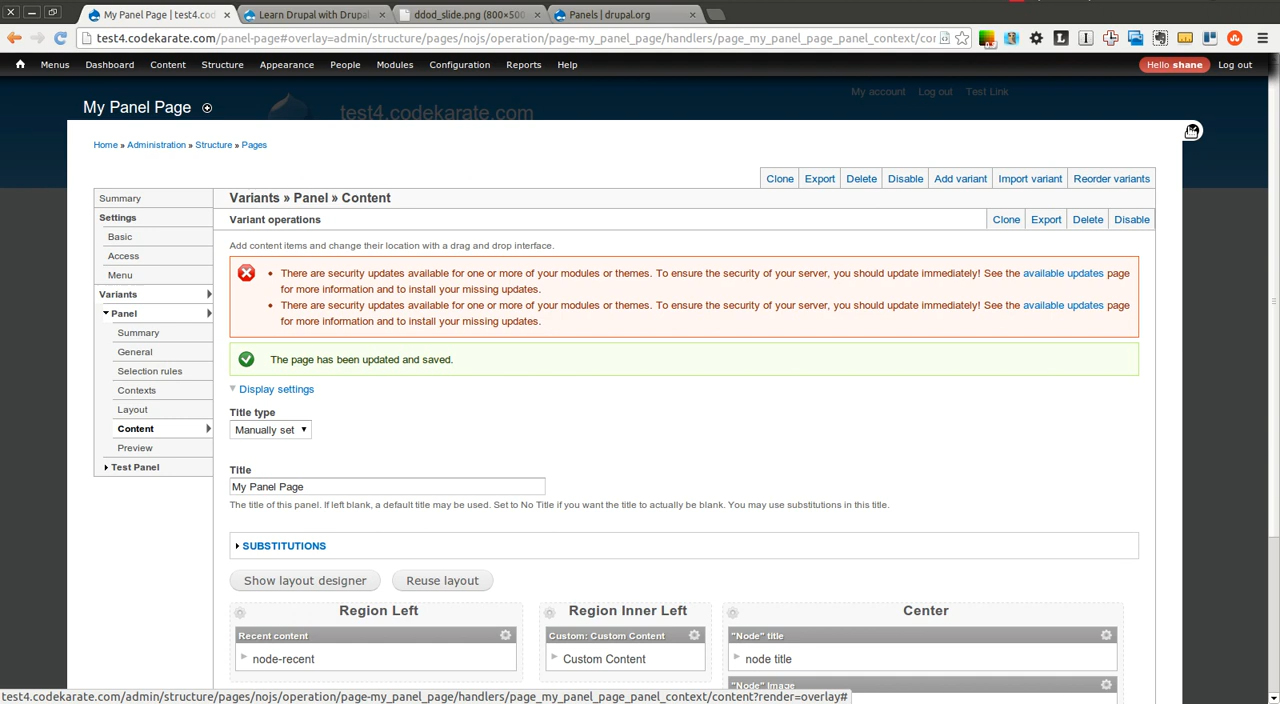 My Panel Page | test4.cod
Learn Drupal with Drupal
ddod_slide.png (800×500
Panels | drupal.org
test4.codekarate.com/panel-page#overlay=admin/structure/pages/nojs/operation/page-my_panel_page/handlers/page_my_panel_page_panel_context/co
Menus Dashboard Content Structure Appearance People Modules Configuration Reports Help
Hello shane Log out
My account Log out Test Link
My Panel Page
test4.codekarate.com
Home » Administration » Structure » Pages
Clone Export Delete Disable Add variant Import variant Reorder variants
Summary
Settings
Basic
Access
Menu
Variants
Panel
Summary
General
Selection rules
Contexts
Layout
Content
Preview
Test Panel
Variants » Panel » Content
Variant operations
Clone Export Delete Disable
Add content items and change their location with a drag and drop interface.
• There are security updates available for one or more of your modules or themes. To ensure the security of your server, you should update immediately! See the available updates page
for more information and to install your missing updates.
• There are security updates available for one or more of your modules or themes. To ensure the security of your server, you should update immediately! See the available updates page
for more information and to install your missing updates.
The page has been updated and saved.
Display settings
Title type
Manually set
Title
My Panel Page
The title of this panel. If left blank, a default title may be used. Set to No Title if you want the title to actually be blank. You may use substitutions in this title.
SUBSTITUTIONS
Show layout designer Reuse layout
Region Left
Recent content
node-recent
Region Inner Left
Custom: Custom Content
Custom Content
Center
"Node" title
node title
"Node" Image
test4.codekarate.com/admin/structure/pages/nojs/operation/page-my_panel_page/handlers/page_my_panel_page_panel_context/content?render=overlay#